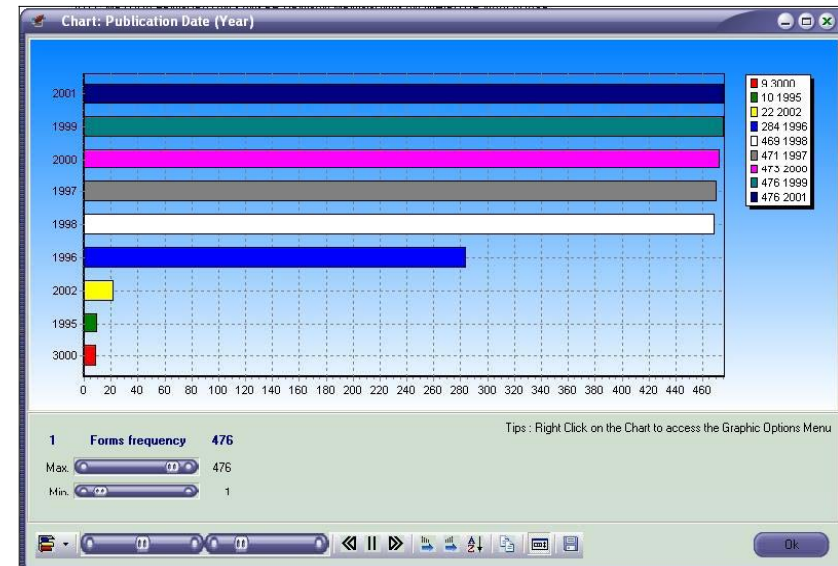 Chart: Publication Date (Year)
2001
1999
2000
1997
1998
1996
2002
1995
3000
0 20 40 60 80 100 120 140 160 180 200 220 240 260 280 300 320 340 360 380 400 420 440 460
9 3000
10 1995
22 2002
284 1996
469 1998
471 1997
473 2000
476 1999
476 2001
Tips : Right Click on the Chart to access the Graphic Options Menu
1 Forms frequency 476
Max. 476
Min. 1
Ok